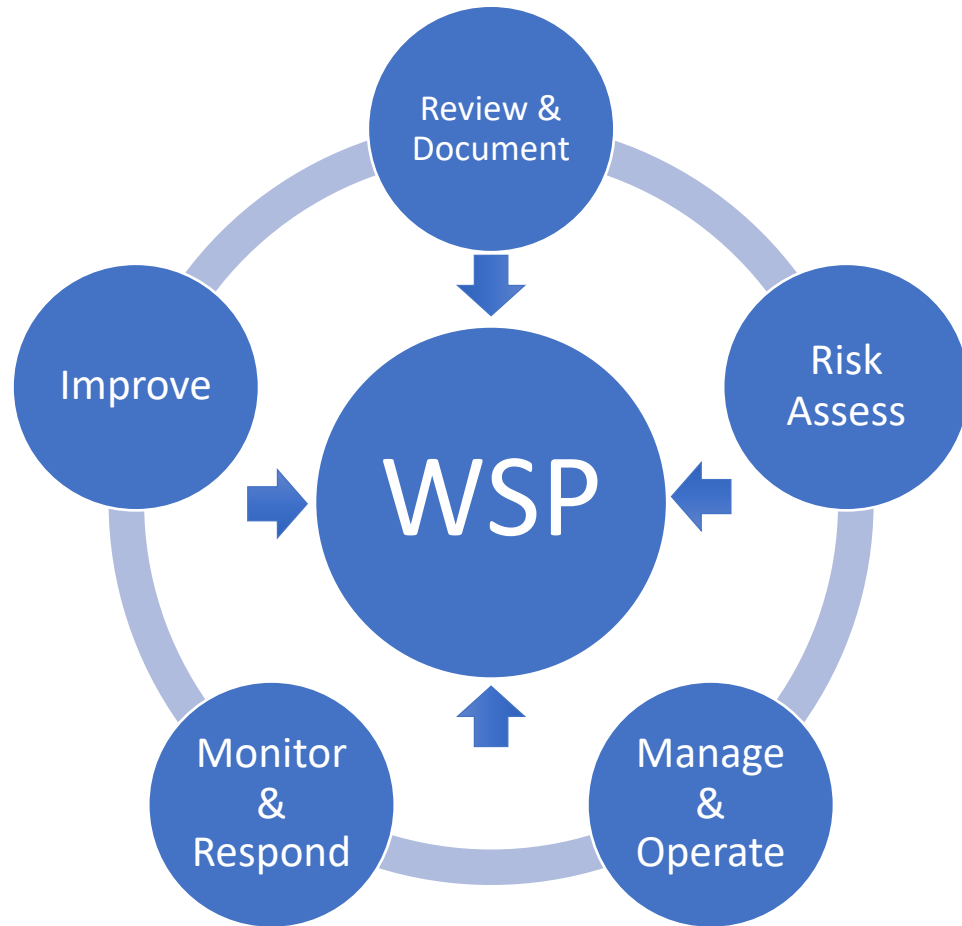 Review &
Document
Improve
Risk
Assess
WSP
Monitor
&
Respond
Manage
&
Operate